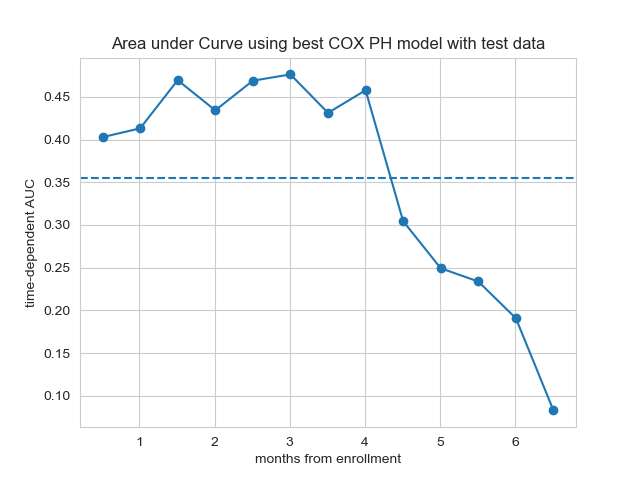 Area under Curve using best COX PH model with test data
time-dependent AUC
0.45
0.40
0.35
0.30
0.25
0.20
0.15
0.10
1 2 3 4 5 6
months from enrollment